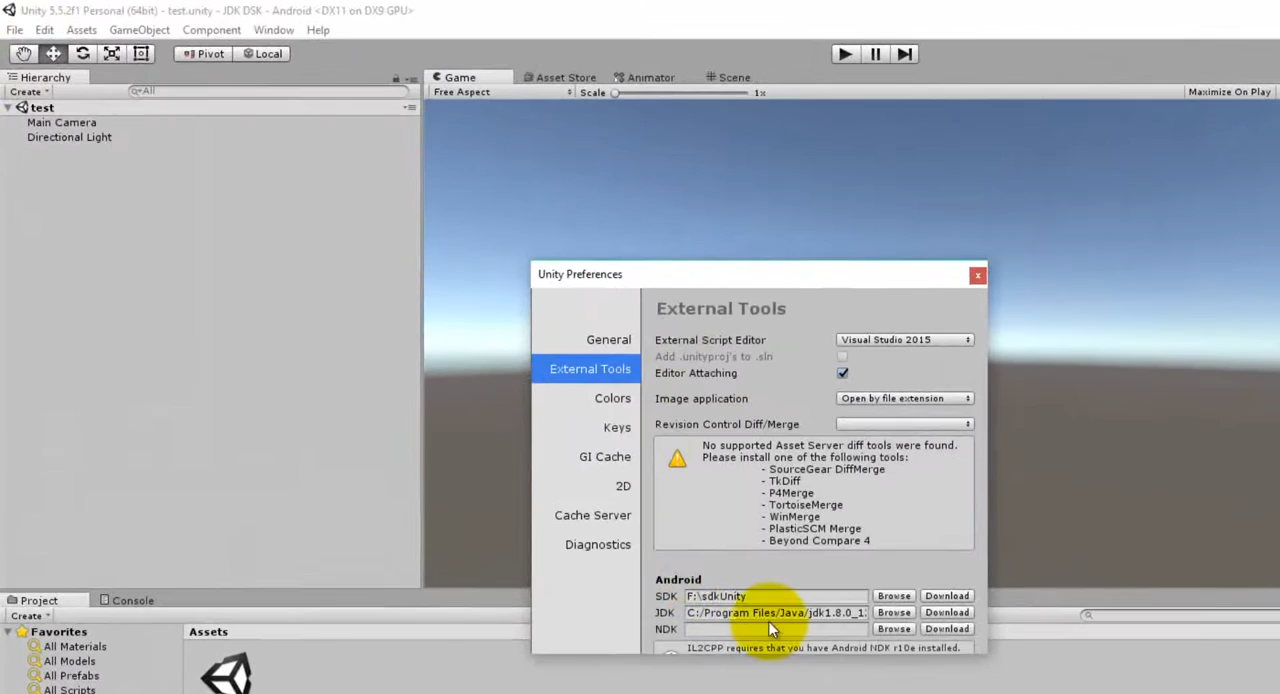 Unity 5.5.2f1 Personal (64bit) - test.unity - JDK DSK - Android <DX11 on DX9 GPU>
File Edit Assets GameObject Component Window Help
Pivot Local
Hierarchy
Create All
test
Main Camera
Directional Light
Game Asset Store Animator Scene
Free Aspect Scale 1x Maximize On Play
Unity Preferences x
General
External Tools
Colors
Keys
GI Cache
2D
Cache Server
Diagnostics
External Tools
External Script Editor Visual Studio 2015
Add .unityproj's to .sln
Editor Attaching
Image application Open by file extension
Revision Control Diff/Merge
No supported Asset Server diff tools were found.
Please install one of the following tools:
- SourceGear DiffMerge
- TkDiff
- P4Merge
- TortoiseMerge
- WinMerge
- PlasticSCM Merge
- Beyond Compare 4
Android
SDK F:\sdkUnity Browse Download
JDK C:/Program Files/Java/jdk1.8.0_1 Browse Download
NDK Browse Download
IL2CPP requires that you have Android NDK r10e installed.
Project Console
Create
Favorites
All Materials
All Models
All Prefabs
All Scripts
Assets